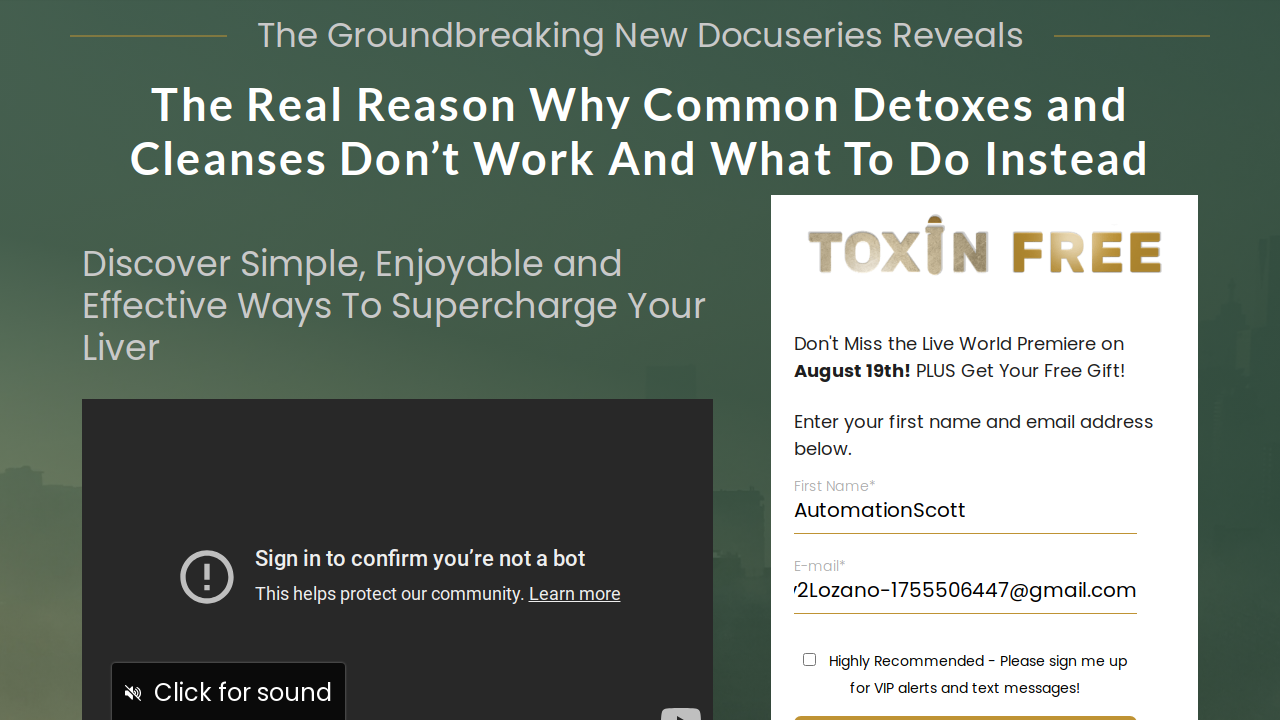 The Groundbreaking New Docuseries Reveals
The Real Reason Why Common Detoxes and
Cleanses Don’t Work And What To Do Instead
Discover Simple, Enjoyable and
Effective Ways To Supercharge Your
Liver
Sign in to confirm you’re not a bot
This helps protect our community. Learn more
Click for sound
TOXIN FREE
Don't Miss the Live World Premiere on
August 19th! PLUS Get Your Free Gift!
Enter your first name and email address
below.
First Name*
AutomationScott
E-mail*
2Lozano-1755506447@gmail.com
Highly Recommended - Please sign me up
for VIP alerts and text messages!